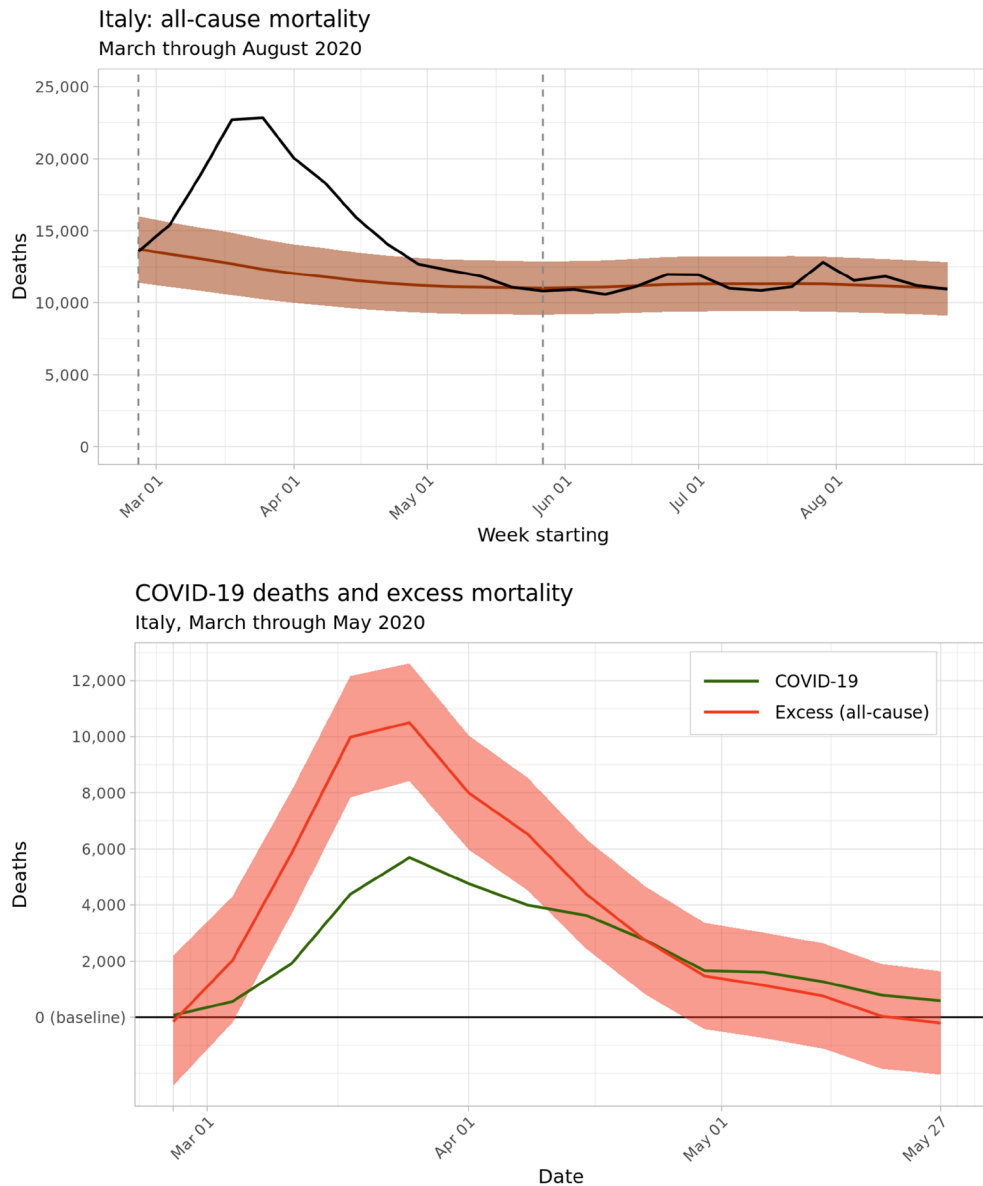 Italy: all-cause mortality
March through August 2020
25,000
20,000
15,000
10,000
5,000
0
Deaths
Mar 01
Apr 01
May 01
Jun 01
Jul 01
Aug 01
Week starting
COVID-19 deaths and excess mortality
Italy, March through May 2020
COVID-19
Excess (all-cause)
12,000
10,000
8,000
6,000
4,000
2,000
0 (baseline)
Deaths
Mar 01
Apr 01
May 01
May 27
Date